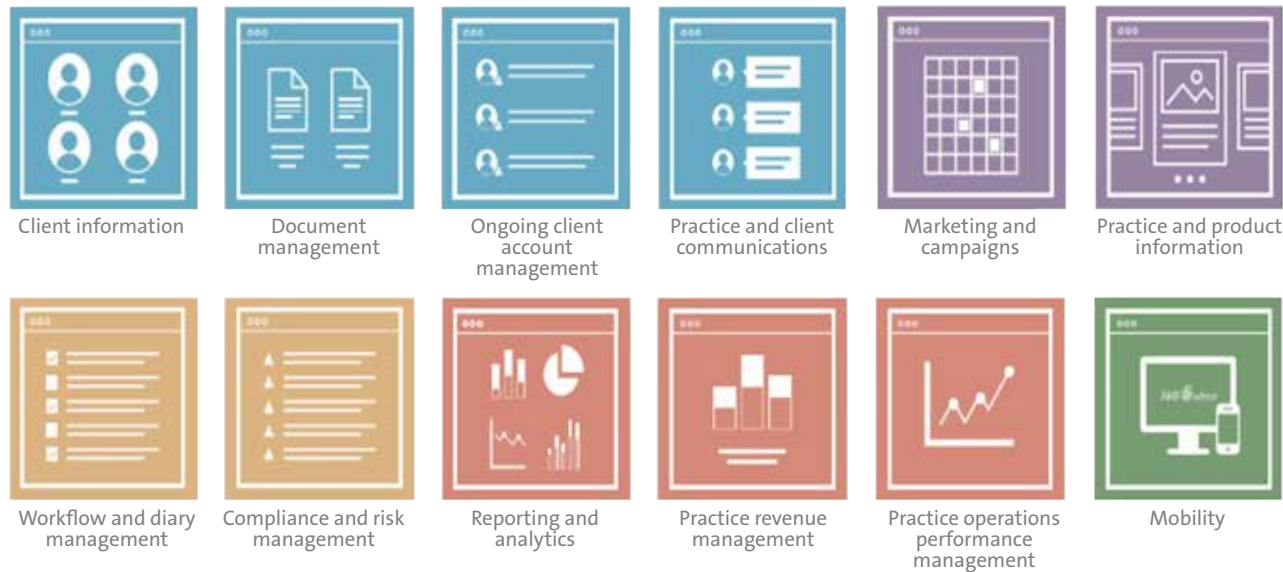 Client information
Document
management
Ongoing client
account
management
Practice and client
communications
Marketing and
campaigns
Practice and product
information
Workflow and diary
management
Compliance and risk
management
Reporting and
analytics
Practice revenue
management
Practice operations
performance
management
Mobility